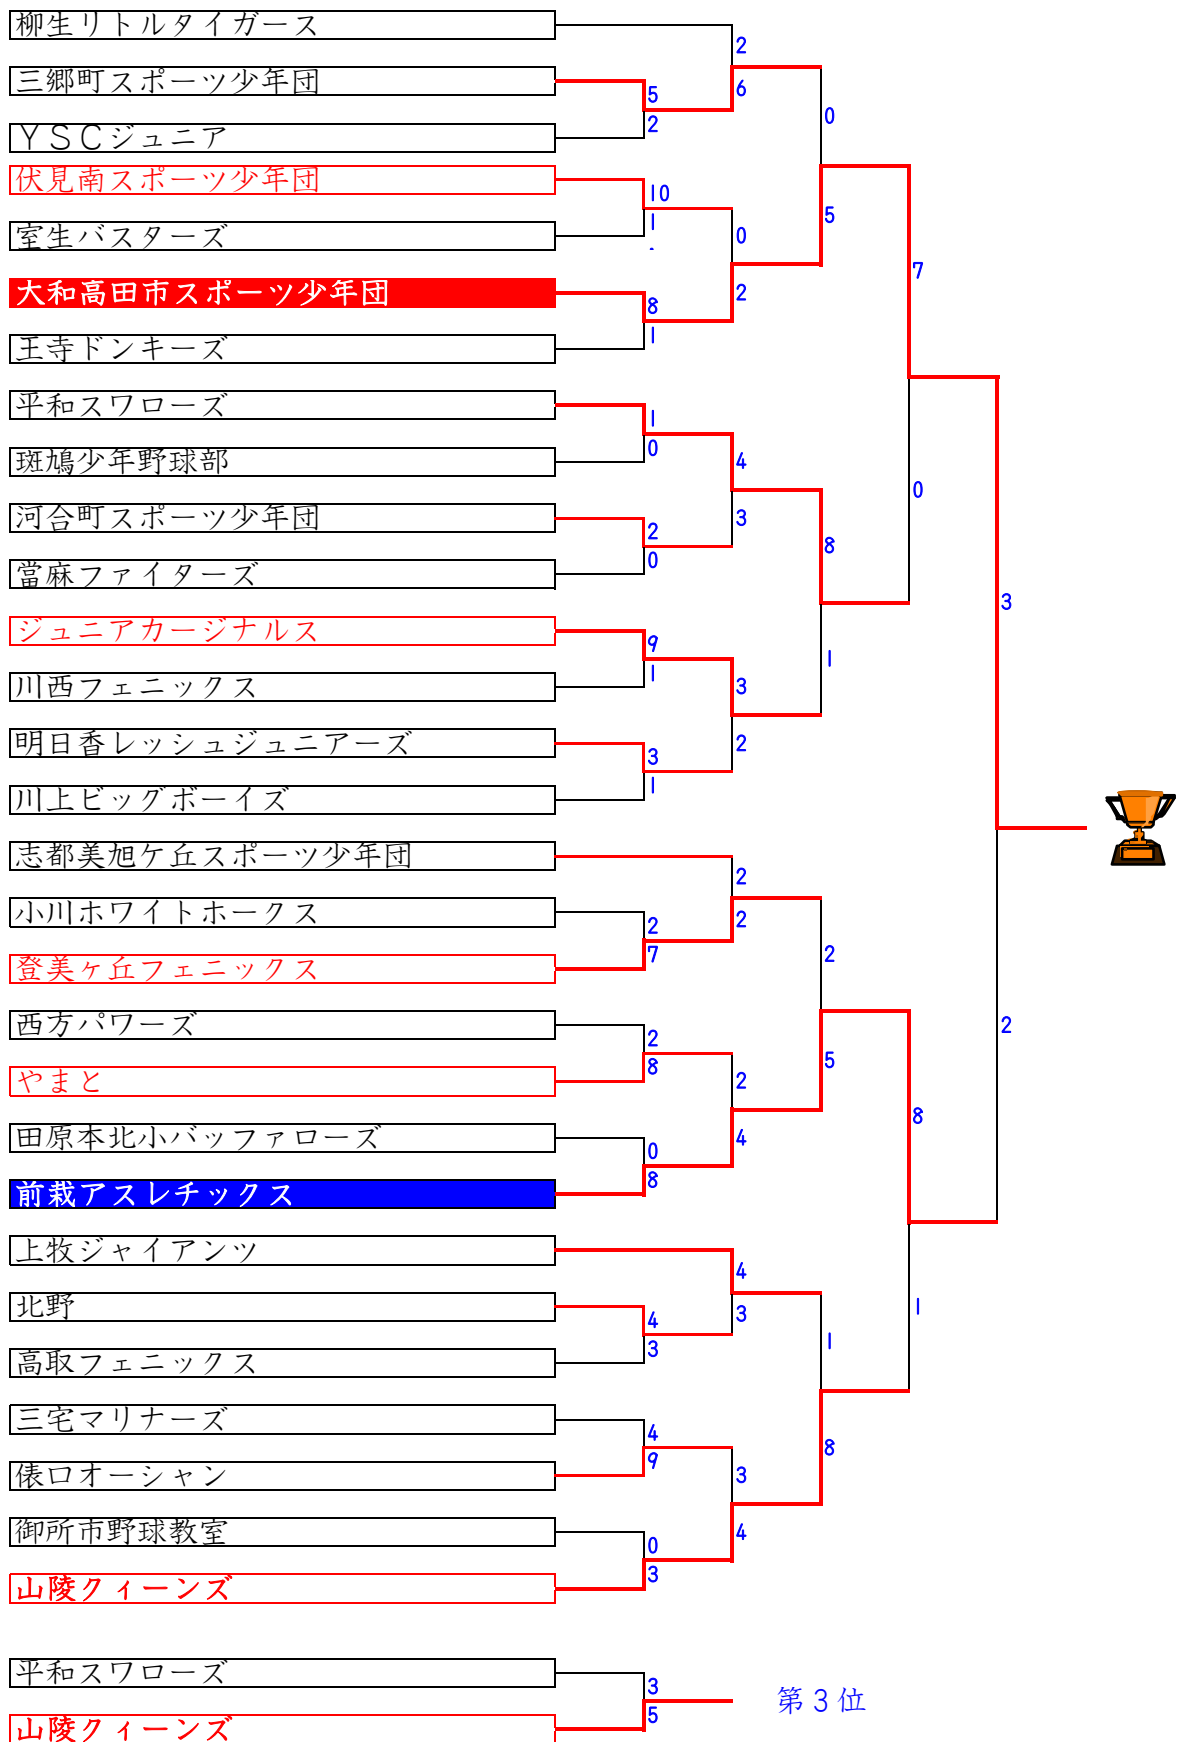 柳生リトルタイガース
2
三郷町スポーツ少年団
5
6
2
0
ＹＳＣジュニア
伏見南スポーツ少年団
10
1
5
0
室生バスターズ
7
大和高田市スポーツ少年団
8
2
1
王寺ドンキーズ
平和スワローズ
1
0
4
斑鳩少年野球部
0
河合町スポーツ少年団
2
3
0
8
當麻ファイターズ
3
ジュニアカージナルス
9
1
1
3
川西フェニックス
明日香レッシュジュニアーズ
3
2
1
川上ビッグボーイズ
志都美旭ケ丘スポーツ少年団
2
小川ホワイトホークス
2
2
7
2
登美ヶ丘フェニックス
西方パワーズ
2
2
8
5
やまと
2
8
田原本北小バッファローズ
0
4
8
前栽アスレチックス
上牧ジャイアンツ
4
北野
4
3
1
3
1
高取フェニックス
三宅マリナーズ
4
9
8
俵口オーシャン
3
御所市野球教室
0
4
3
山陵クィーンズ
平和スワローズ
3
5
第３位
山陵クィーンズ